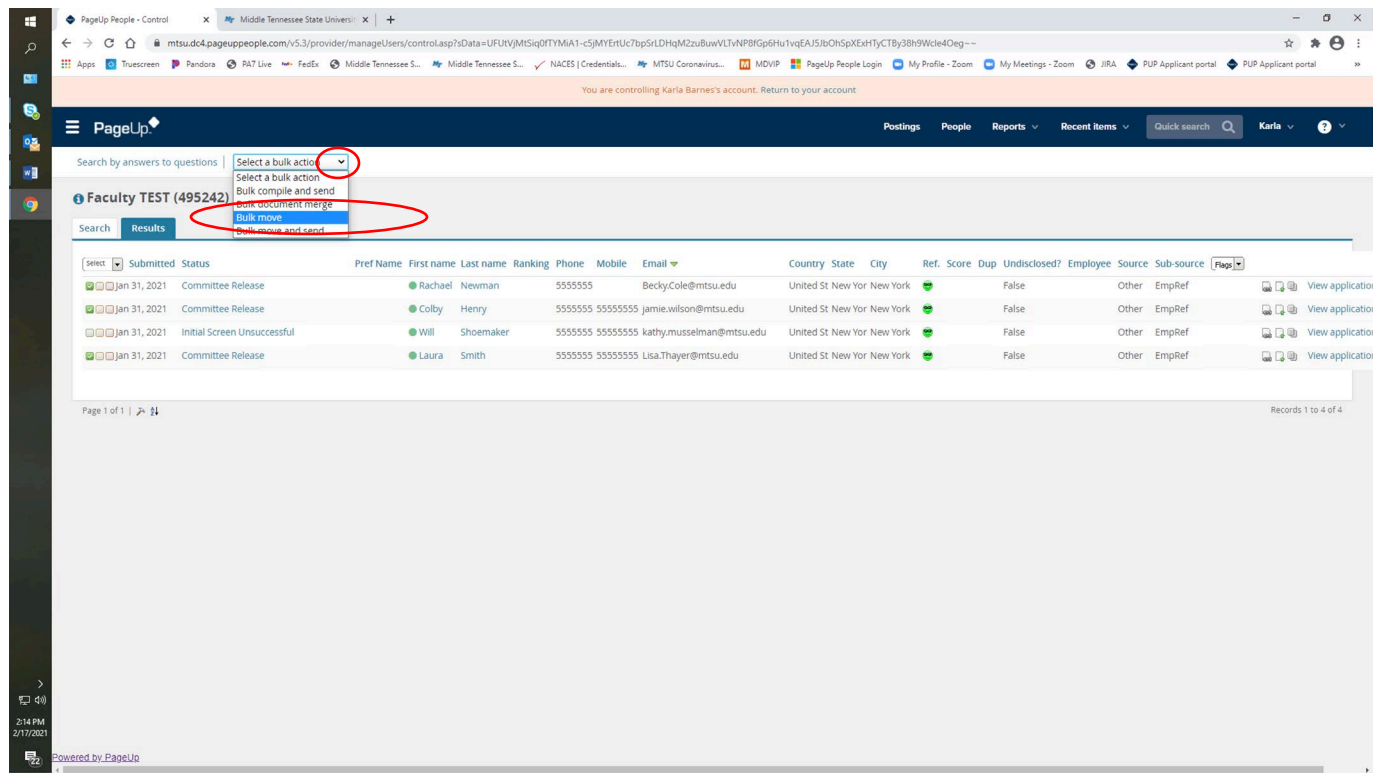 PageUp People - Control
Middle Tennessee State Universit
mtsu.dc4.pageuppeople.com/v5.3/provider/manageUsers/control.asp?sData=UFUtVjMtSiq0fTYMiA1-c5jMYErtUc7bpSrLDHqM2zuBuwVLTvNP8fGp6Hu1vqEAJ5JbOhSpXExHTyCTBy38h9Wcle4Oeg~~
Apps Truescreen Pandora PA7 Live FedEx Middle Tennessee S... Middle Tennessee S... NACES | Credentials... MTSU Coronavirus... MDVIP PageUp People Login My Profile - Zoom My Meetings - Zoom JIRA PUP Applicant portal PUP Applicant portal »
You are controlling Karla Barnes's account. Return to your account
PageUp. Postings People Reports Recent items Quick search Karla ?
Search by answers to questions | Select a bulk action
Select a bulk action
Bulk compile and send
Bulk document merge
Bulk move
Bulk move and send
Faculty TEST (495242)
Search Results
Select Submitted Status Pref Name First name Last name Ranking Phone Mobile Email Country State City Ref. Score Dup Undisclosed? Employee Source Sub-source Flags
Jan 31, 2021 Committee Release Rachael Newman 5555555 Becky.Cole@mtsu.edu United St New Yor New York False Other EmpRef View applicatio
Jan 31, 2021 Committee Release Colby Henry 5555555 55555555 jamie.wilson@mtsu.edu United St New Yor New York False Other EmpRef View applicatio
Jan 31, 2021 Initial Screen Unsuccessful Will Shoemaker 5555555 55555555 kathy.musselman@mtsu.edu United St New Yor New York False Other EmpRef View applicatio
Jan 31, 2021 Committee Release Laura Smith 5555555 55555555 Lisa.Thayer@mtsu.edu United St New Yor New York False Other EmpRef View applicatio
Page 1 of 1 | Records 1 to 4 of 4
2:14 PM
2/17/2021
22
Powered by PageUp